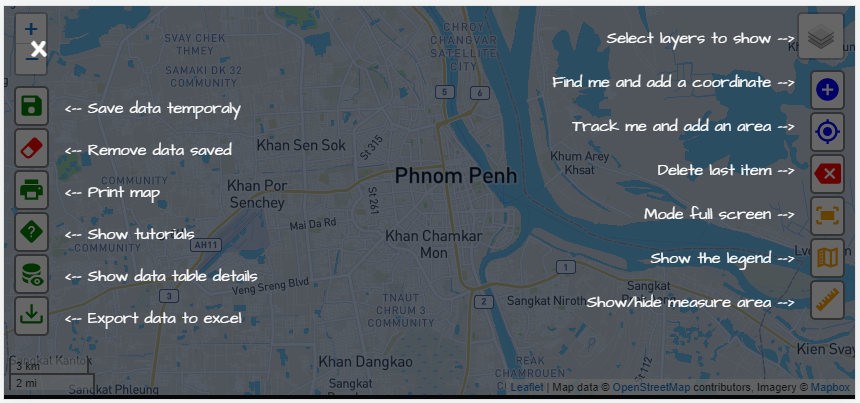 +
x
−
<-- Save data temporaly
<-- Remove data saved
<-- Print map
<-- Show tutorials
<-- Show data table details
<-- Export data to excel
Select layers to show -->
Find me and add a coordinate -->
Track me and add an area -->
Delete last item -->
Mode full screen -->
Show the legend -->
Show/hide measure area -->
SVAY CHEK
THMEY
SAMAKI DK 32
COMMUNITY
CHROY
CHANGVAR
SATELLITE
CITY
5
6
Khan Sen Sok
St 315
Phnom Penh
Khum Arey
Khsat
COMMUNITY
Khan Por
Senchey
St 261
Mai Da Rd
Khan Chamkar
Mon
COMMUNITY
AH11
Veng Sreng Blvd
3
1
2
TNAUT
CHRUM 3
COMMUNITY
Sangkat Niroth
Sangkat
Khan Dangkao
Sangkat
PEAK
CHAMROUEN
St 112
Kien Svay
Sangkat Kantok
3 km
2 mi
Sangkat Phleung
Leaflet | Map data © OpenStreetMap contributors, Imagery © Mapbox